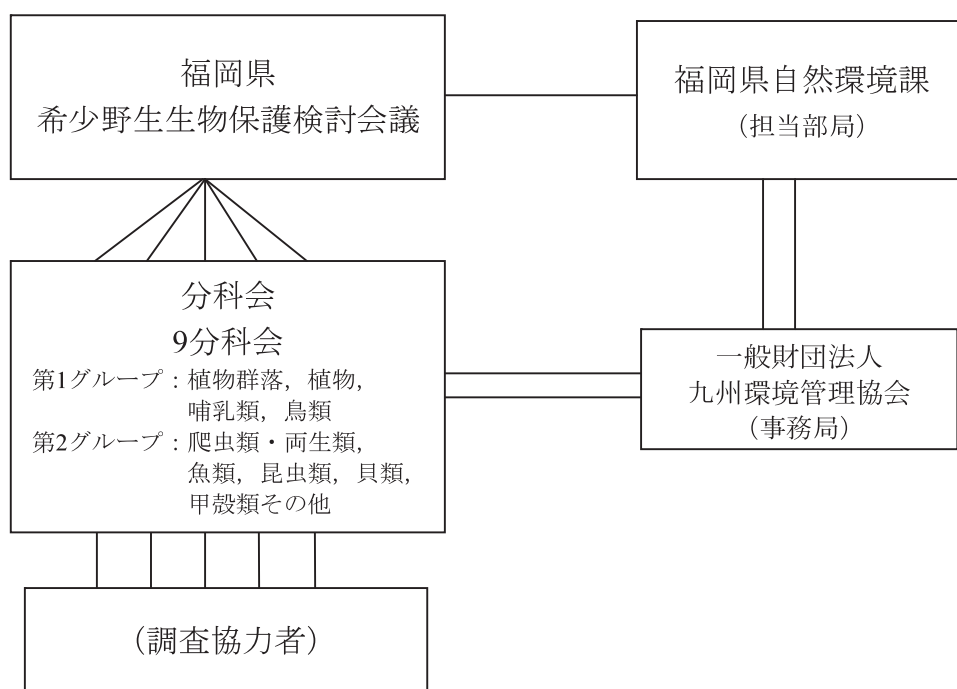 福岡県
希少野生生物保護検討会議
福岡県自然環境課
（担当部局）
分科会
9分科会
第1グループ：植物群落，植物，
哺乳類，鳥類
第2グループ：爬虫類・両生類，
魚類，昆虫類，貝類，
甲殻類その他
一般財団法人
九州環境管理協会
（事務局）
（調査協力者）